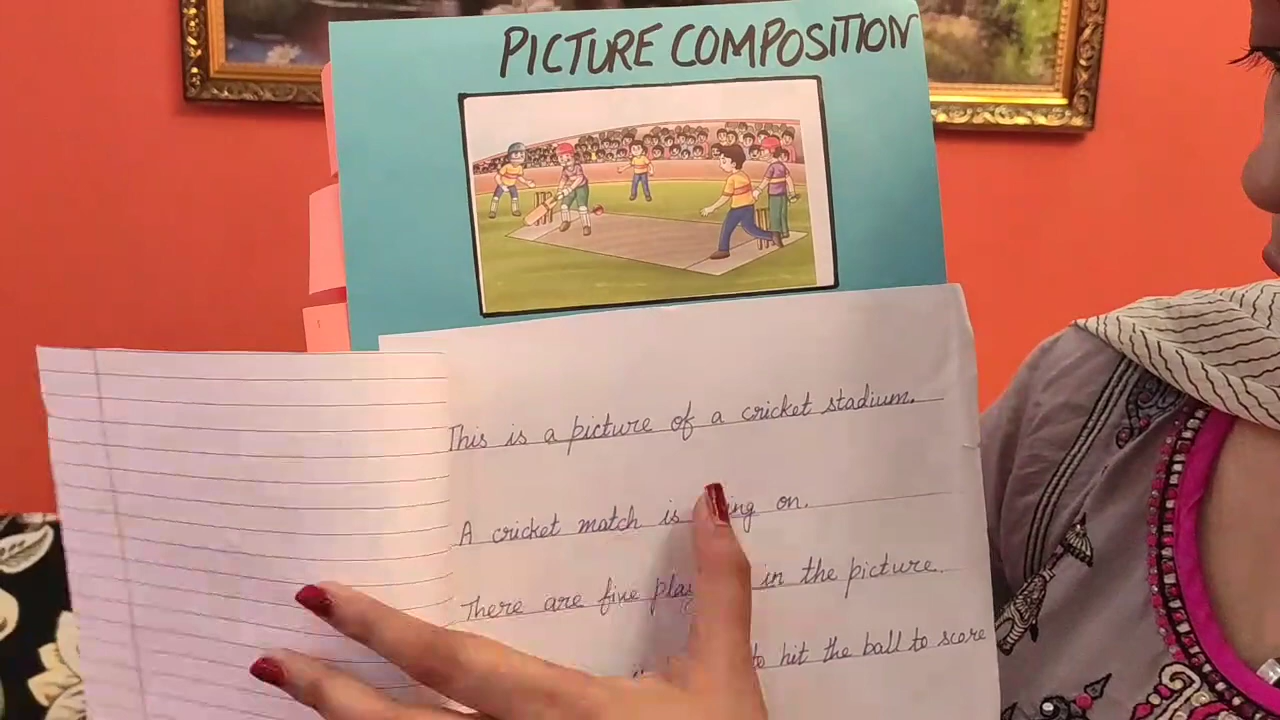 PICTURE COMPOSITION
This is a picture of a cricket stadium.
A cricket match is on.
There are five in the picture.
to hit the ball to score